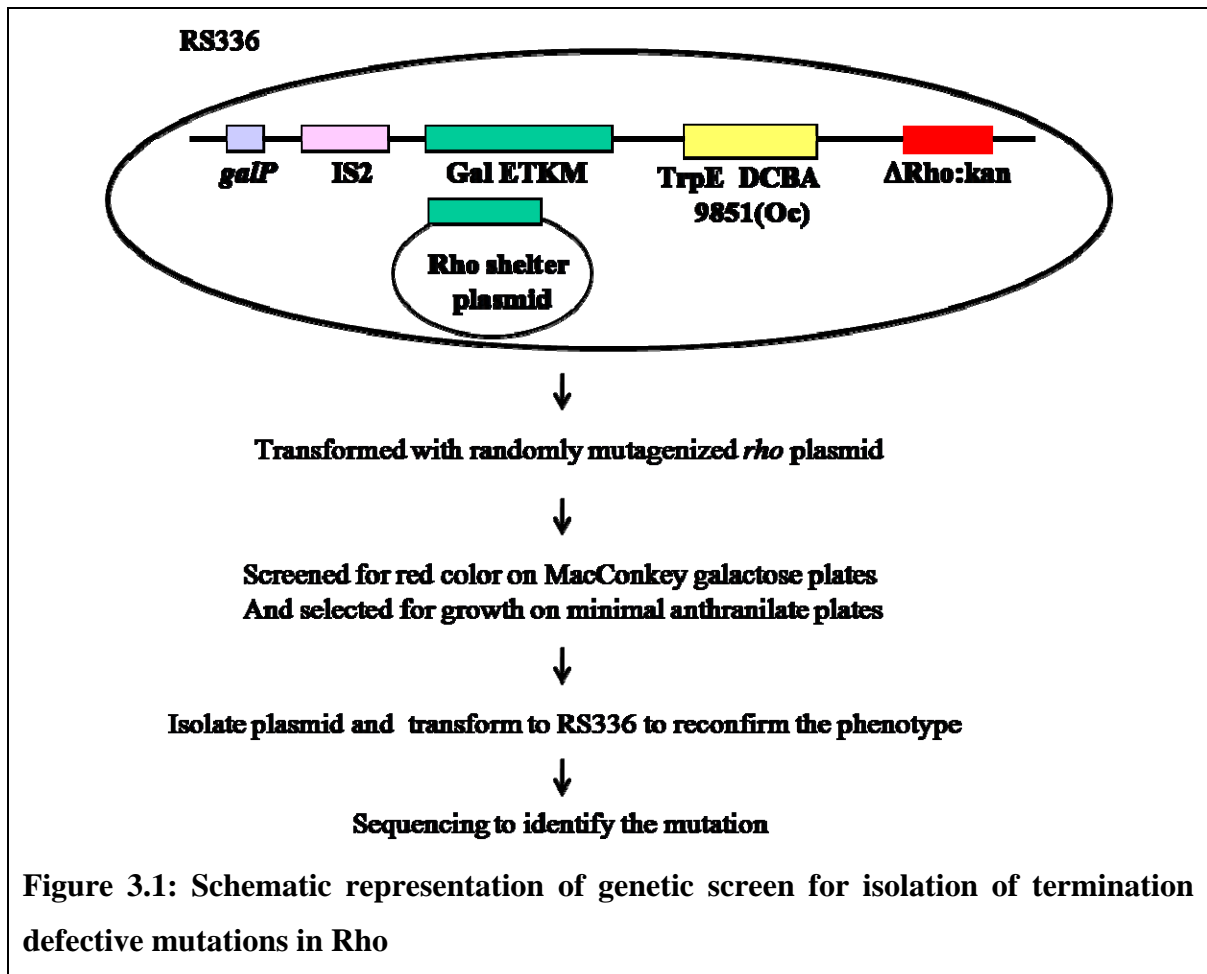 RS336
galP IS2 Gal ETKM TrpE DCBA ΔRho:kan
9851(Oc)
Rho shelter
plasmid
Transformed with randomly mutagenized rho plasmid
Screened for red color on MacConkey galactose plates
And selected for growth on minimal anthranilate plates
Isolate plasmid and transform to RS336 to reconfirm the phenotype
Sequencing to identify the mutation
Figure 3.1: Schematic representation of genetic screen for isolation of termination
defective mutations in Rho